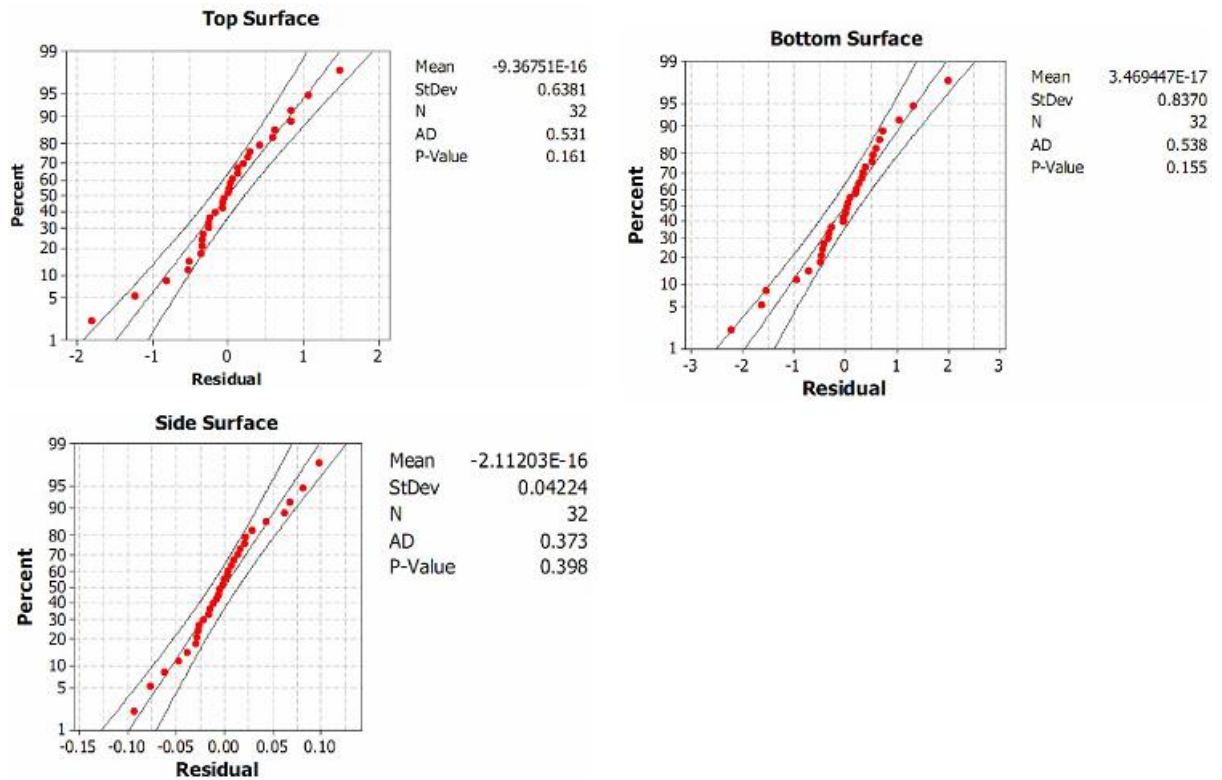 Top Surface
99
95
90
80
70
60
50
40
30
20
10
5
1
Percent
-2 -1 0 1 2
Residual
Mean -9.36751E-16
StDev 0.6381
N 32
AD 0.531
P-Value 0.161
Bottom Surface
99
95
90
80
70
60
50
40
30
20
10
5
1
Percent
-3 -2 -1 0 1 2 3
Residual
Mean 3.469447E-17
StDev 0.8370
N 32
AD 0.538
P-Value 0.155
Side Surface
99
95
90
80
70
60
50
40
30
20
10
5
1
Percent
-0.15 -0.10 -0.05 0.00 0.05 0.10
Residual
Mean -2.11203E-16
StDev 0.04224
N 32
AD 0.373
P-Value 0.398